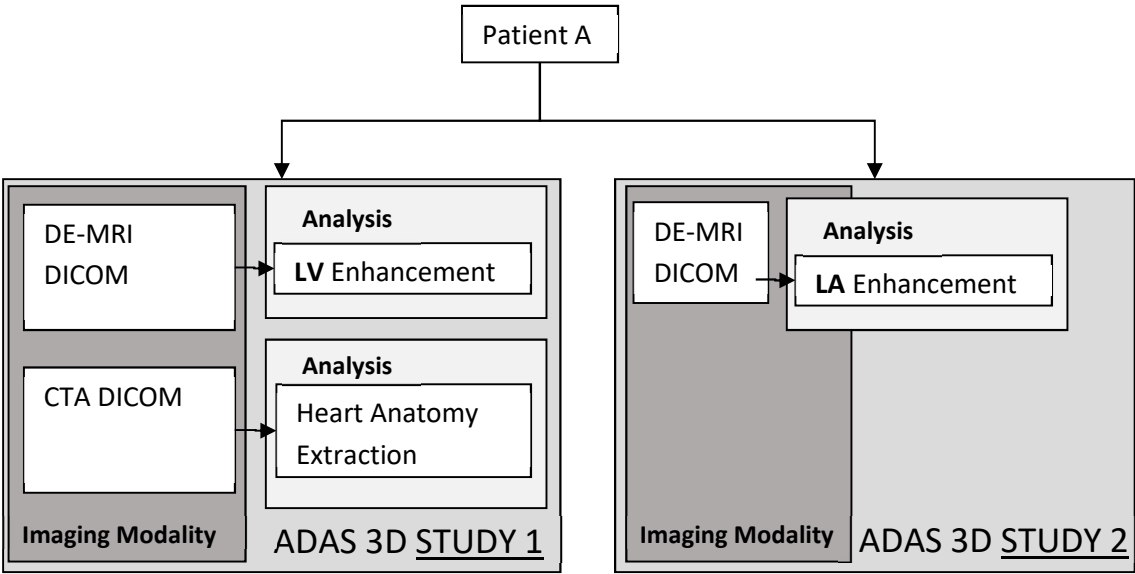 Patient A
DE-MRI
DICOM
Analysis
LV Enhancement
CTA DICOM
Analysis
Heart Anatomy
Extraction
Imaging Modality
ADAS 3D STUDY 1
DE-MRI
DICOM
Analysis
LA Enhancement
Imaging Modality
ADAS 3D STUDY 2